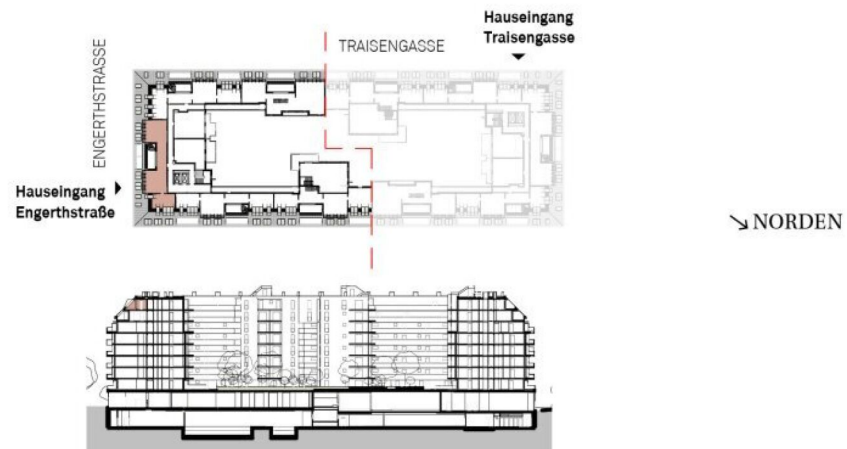 Hauseingang
Traisengasse
TRAISENGASSE
ENGERTHSTRASSE
Hauseingang
Engerthstraße
NORDEN